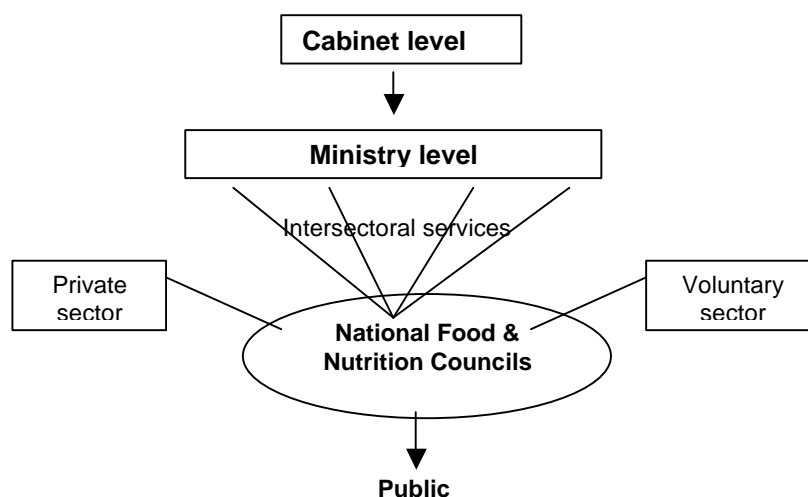 Cabinet level
Ministry level
Intersectoral services
Private
sector
Voluntary
sector
National Food &
Nutrition Councils
Public